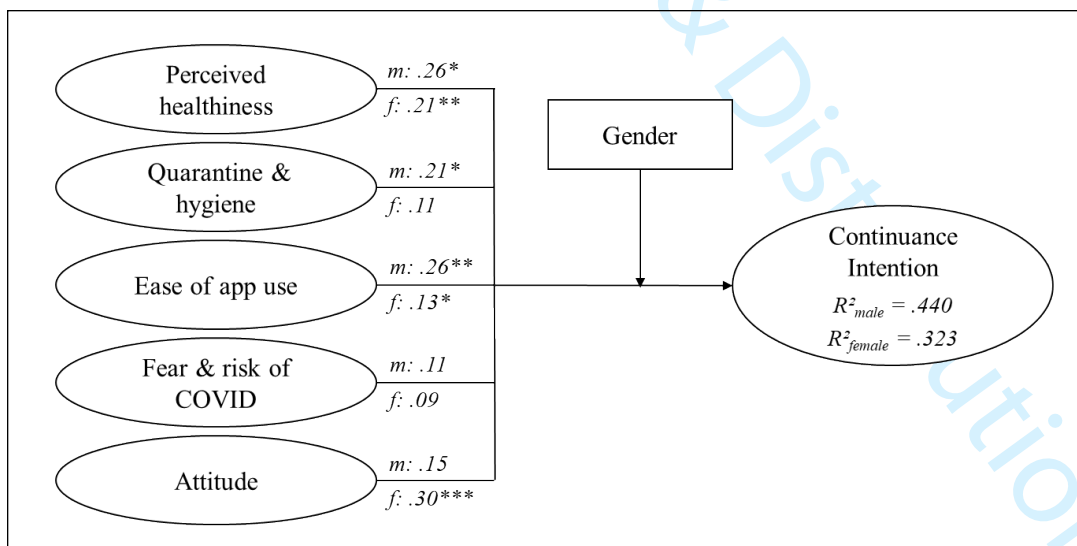 Perceived
healthiness
m: .26*
f: .21**
Quarantine &
hygiene
m: .21*
f: .11
Ease of app use
m: .26**
f: .13*
Fear & risk of
COVID
m: .11
f: .09
Attitude
m: .15
f: .30***
Gender
Continuance
Intention
R²male = .440
R²female = .323
& Distribution